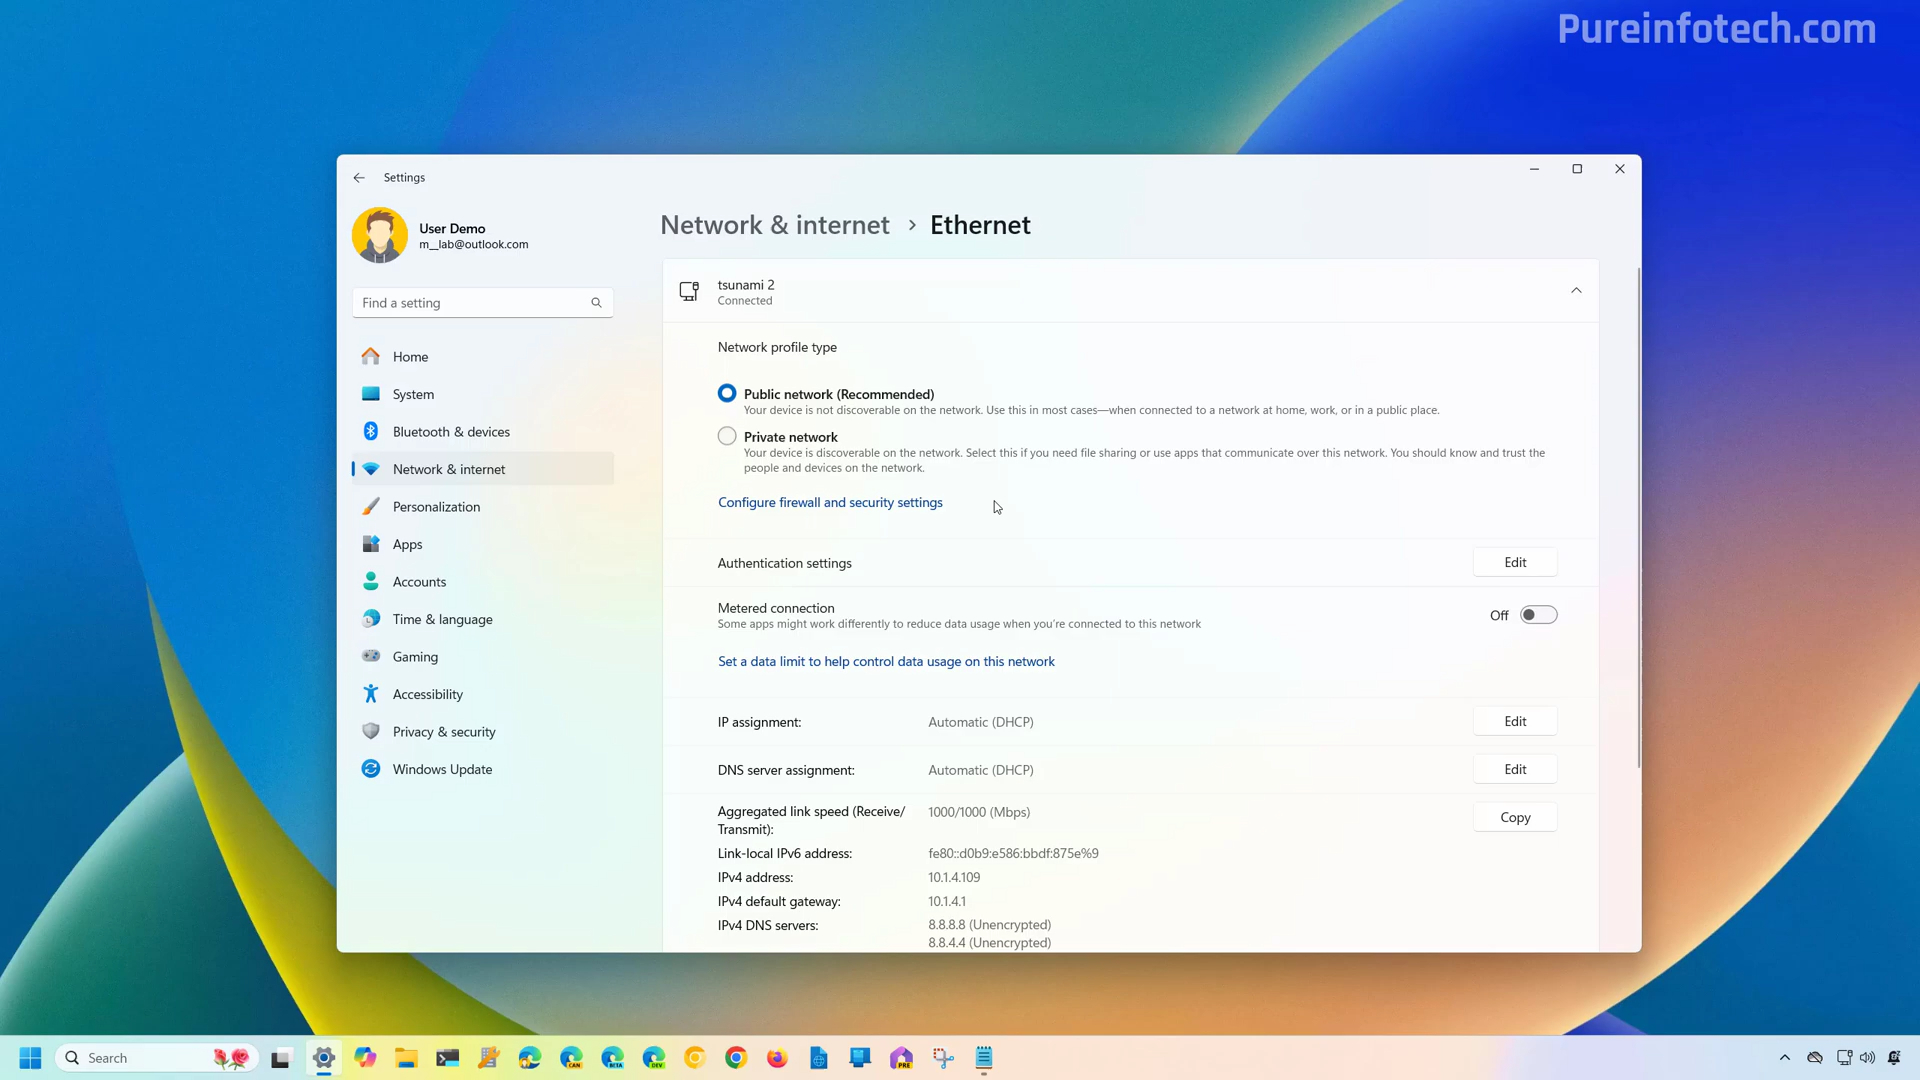 Pureinfotech.com
Settings
User Demo
m__lab@outlook.com
Find a setting
Home
System
Bluetooth & devices
Network & internet
Personalization
Apps
Accounts
Time & language
Gaming
Accessibility
Privacy & security
Windows Update
Network & internet > Ethernet
tsunami 2
Connected
Network profile type
Public network (Recommended)
Your device is not discoverable on the network. Use this in most cases—when connected to a network at home, work, or in a public place.
Private network
Your device is discoverable on the network. Select this if you need file sharing or use apps that communicate over this network. You should know and trust the
people and devices on the network.
Configure firewall and security settings
Authentication settings Edit
Metered connection
Some apps might work differently to reduce data usage when you're connected to this network
Off
Set a data limit to help control data usage on this network
IP assignment: Automatic (DHCP) Edit
DNS server assignment: Automatic (DHCP) Edit
Aggregated link speed (Receive/ 1000/1000 (Mbps) Copy
Transmit):
Link-local IPv6 address: fe80::d0b9:e586:bbdf:875e%9
IPv4 address: 10.1.4.109
IPv4 default gateway: 10.1.4.1
IPv4 DNS servers: 8.8.8.8 (Unencrypted)
8.8.4.4 (Unencrypted)
Search
CAN
BETA
DEV
PRE